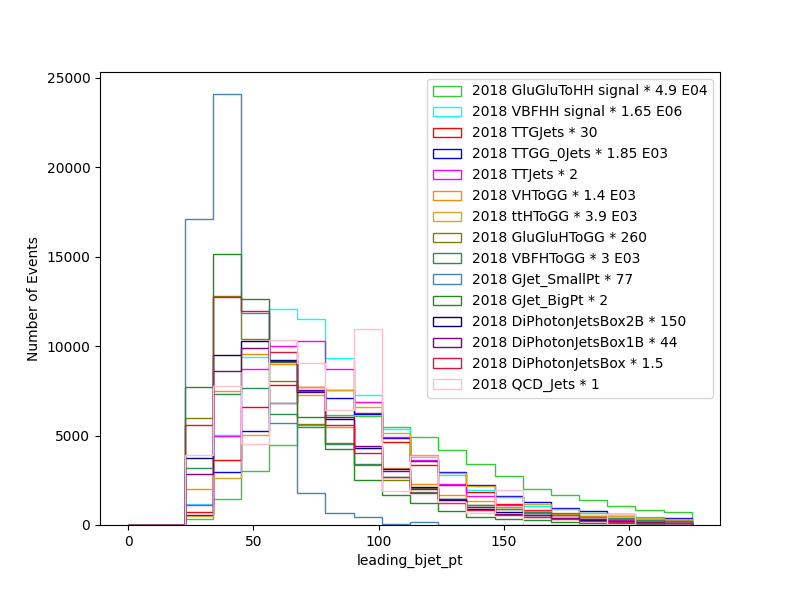 25000
20000
15000
10000
5000
0
Number of Events
0
50
100
150
200
leading_bjet_pt
2018 GluGluToHH signal * 4.9 E04
2018 VBFHH signal * 1.65 E06
2018 TTGJets * 30
2018 TTGG_0Jets * 1.85 E03
2018 TTJets * 2
2018 VHToGG * 1.4 E03
2018 ttHToGG * 3.9 E03
2018 GluGluHToGG * 260
2018 VBFHToGG * 3 E03
2018 GJet_SmallPt * 77
2018 GJet_BigPt * 2
2018 DiPhotonJetsBox2B * 150
2018 DiPhotonJetsBox1B * 44
2018 DiPhotonJetsBox * 1.5
2018 QCD_Jets * 1